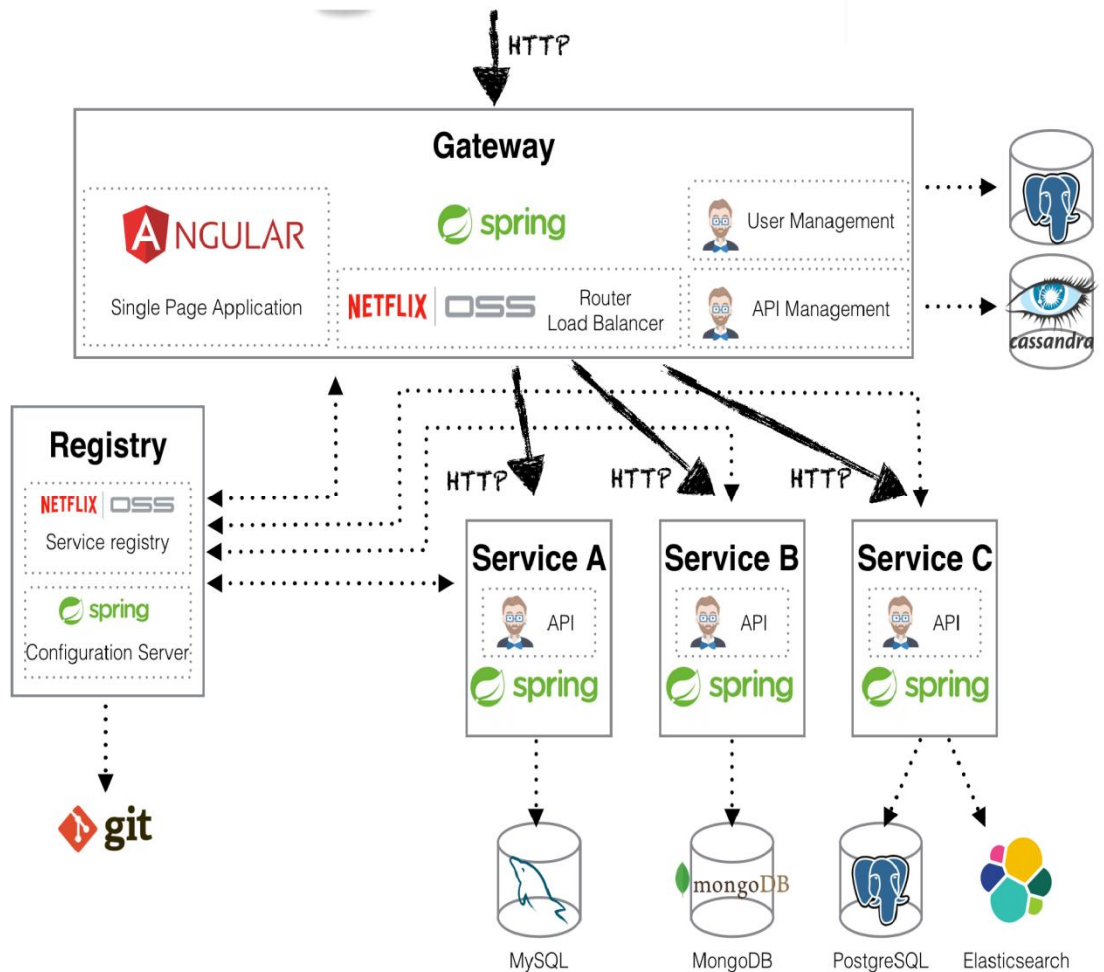 HTTP
Gateway
ANGULAR
Single Page Application
spring
NETFLIX OSS
Router
Load Balancer
User Management
API Management
cassandra
Registry
NETFLIX OSS
Service registry
spring
Configuration Server
git
HTTP
HTTP
HTTP
Service A
API
spring
Service B
API
spring
Service C
API
spring
MySQL
mongoDB
MongoDB
PostgreSQL
Elasticsearch